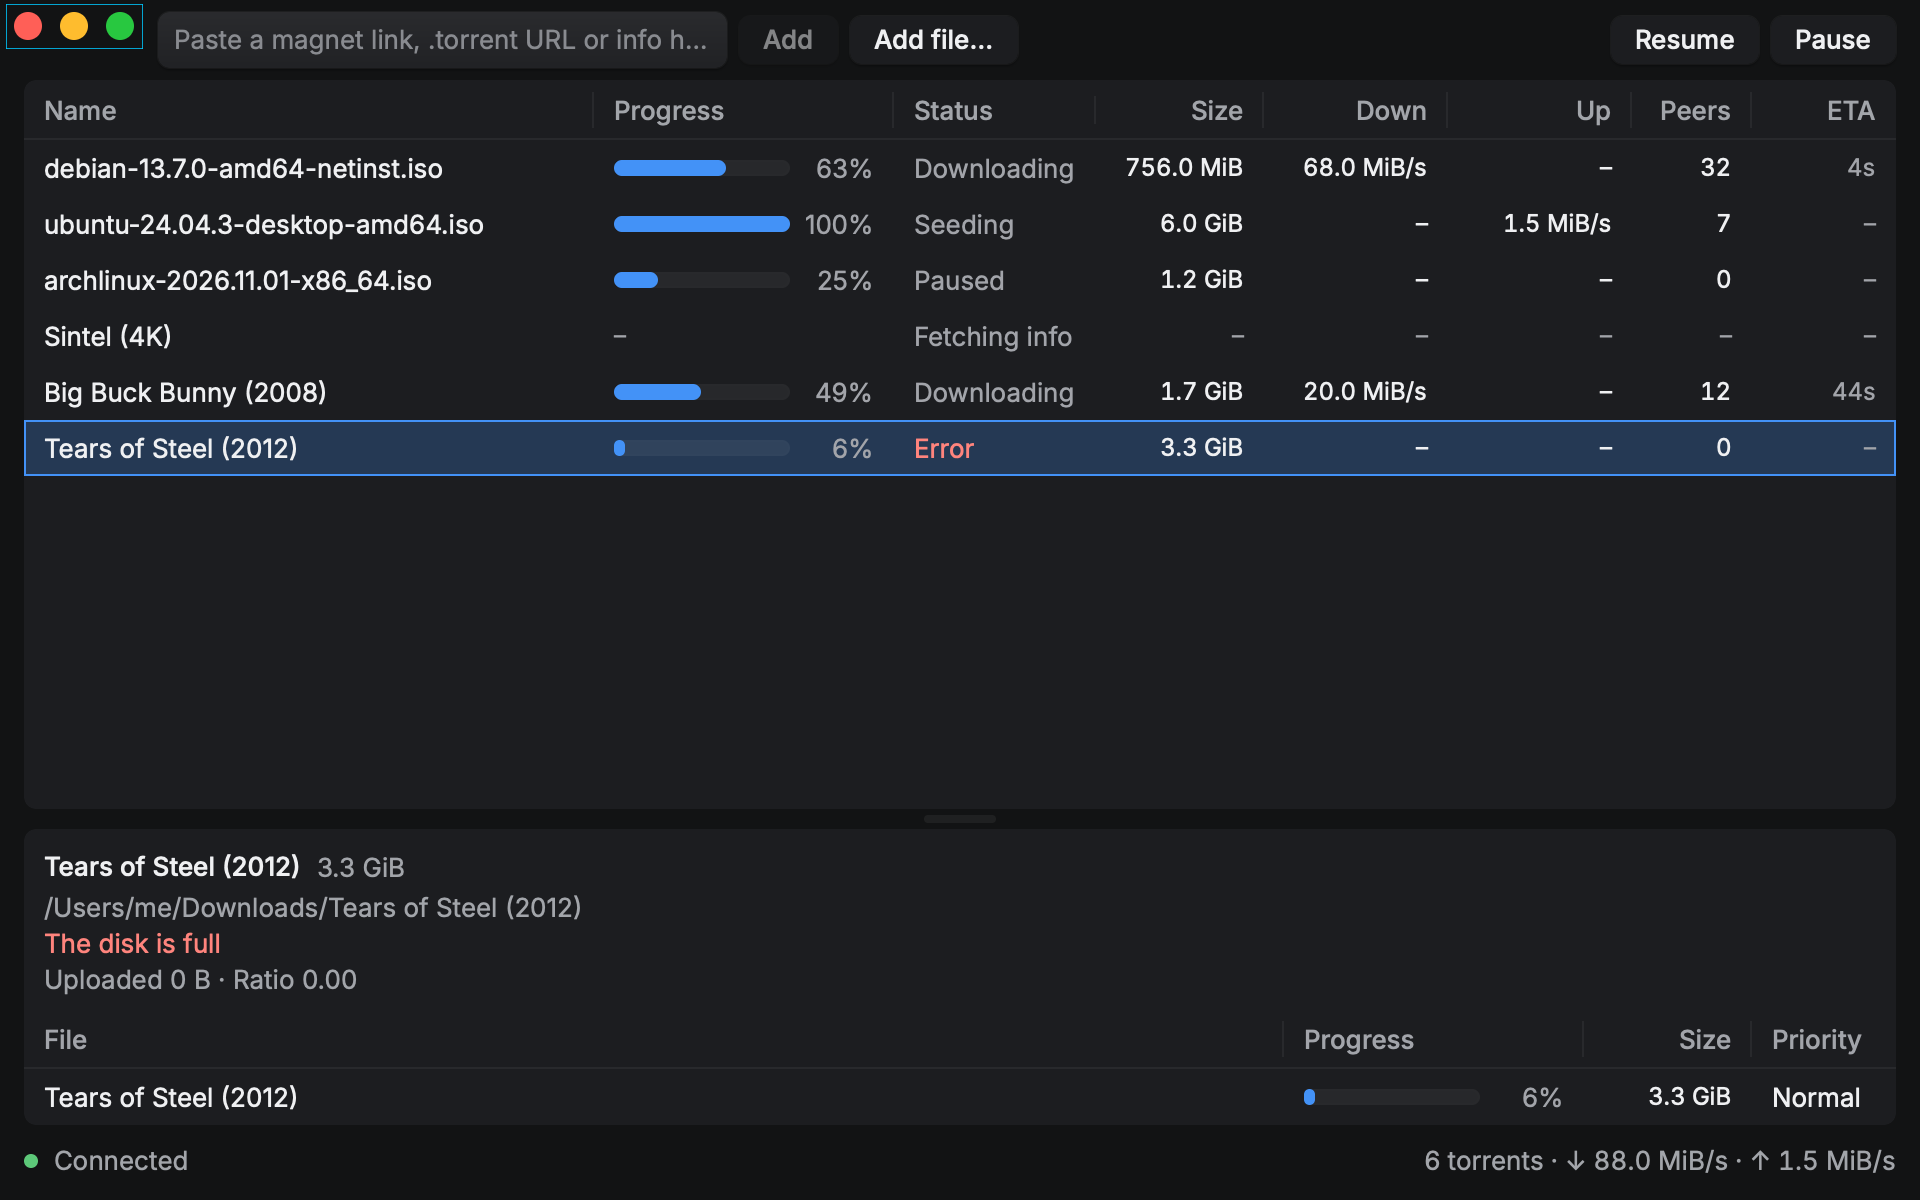 Paste a magnet link, .torrent URL or info h... Add Add file... Resume Pause
Name Progress Status Size Down Up Peers ETA
debian-13.7.0-amd64-netinst.iso 63% Downloading 756.0 MiB 68.0 MiB/s – 32 4s
ubuntu-24.04.3-desktop-amd64.iso 100% Seeding 6.0 GiB – 1.5 MiB/s 7 –
archlinux-2026.11.01-x86_64.iso 25% Paused 1.2 GiB – – 0 –
Sintel (4K) – Fetching info – – – – –
Big Buck Bunny (2008) 49% Downloading 1.7 GiB 20.0 MiB/s – 12 44s
Tears of Steel (2012) 6% Error 3.3 GiB – – 0 –
Tears of Steel (2012) 3.3 GiB
/Users/me/Downloads/Tears of Steel (2012)
The disk is full
Uploaded 0 B · Ratio 0.00
File Progress Size Priority
Tears of Steel (2012) 6% 3.3 GiB Normal
Connected 6 torrents · ↓ 88.0 MiB/s · ↑ 1.5 MiB/s